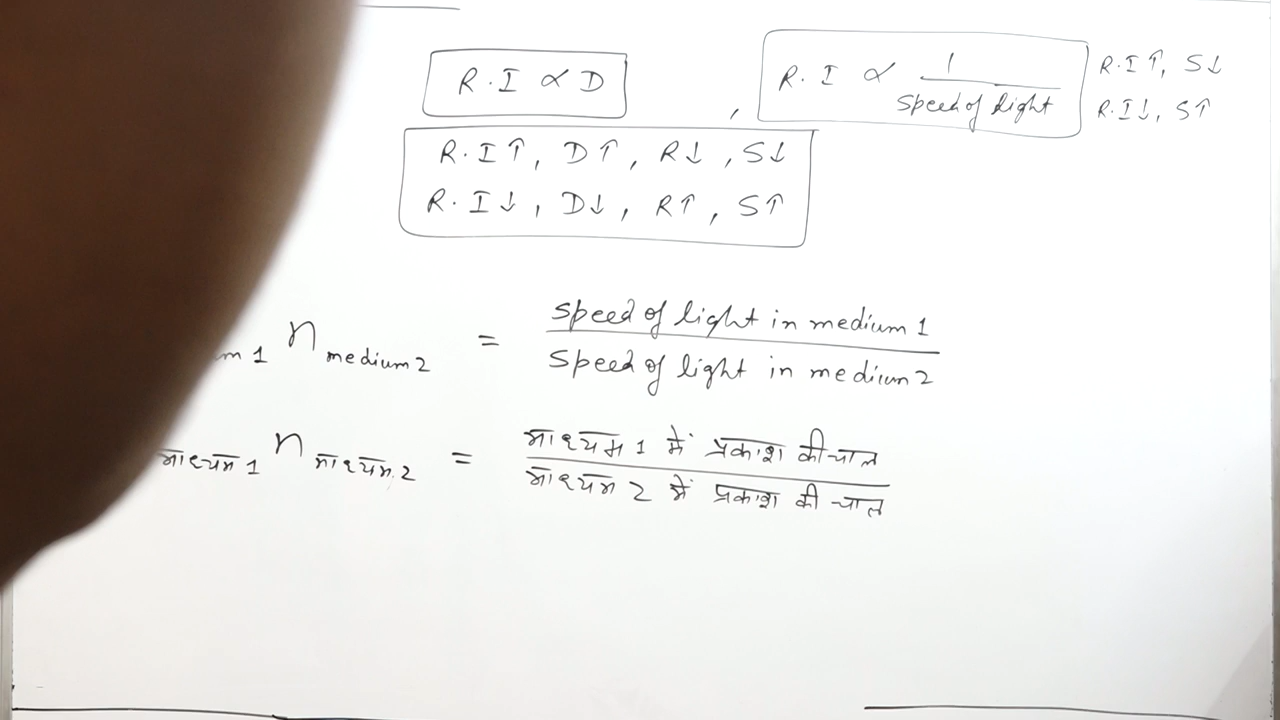 R.I ∝ D , R.I ∝ 1 / Speed of light R.I↑, S↓
R.I↓, S↑
R.I↑, D↑, R↓, S↓
R.I↓, D↓, R↑, S↑
m 1 n medium 2 = Speed of light in medium 1
Speed of light in medium 2
माध्यम 1 n माध्यम 2 = माध्यम 1 में प्रकाश की चाल
माध्यम 2 में प्रकाश की चाल